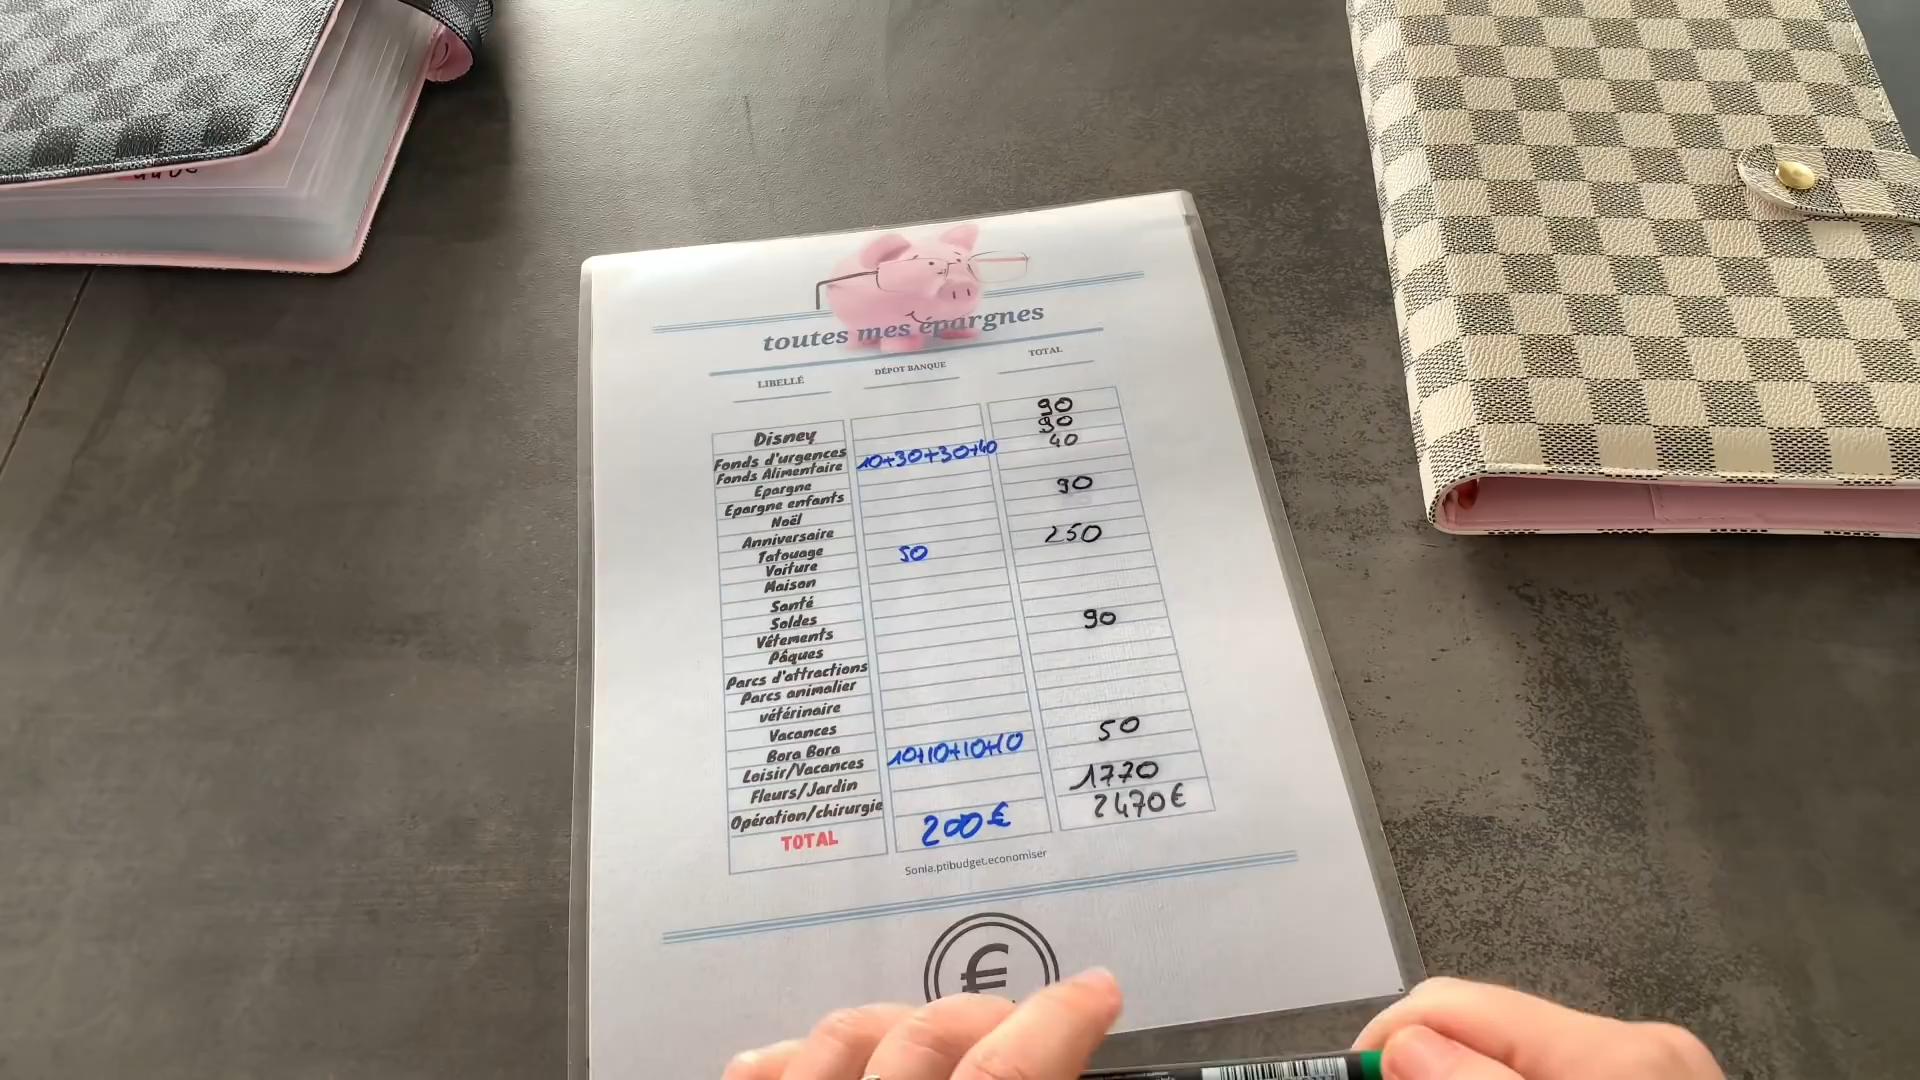 toutes mes épargnes
LIBELLÉ DÉPOT BANQUE TOTAL
Disney 90
Fonds d'urgences 10+30+30+40 90
Fonds Alimentaire 40
Epargne
Epargne enfants 90
Noël
Anniversaire
Tatouage 50 250
Voiture
Maison
Santé
Soldes 90
Vêtements
Pâques
Parcs d'attractions
Parcs animalier
vétérinaire
Vacances 50
Bora Bora 10+10+10+10
Loisir/Vacances
Fleurs/Jardin 1770
Opération/chirurgie 2470€
TOTAL 200€
Sonia.ptibudget.economiser
€